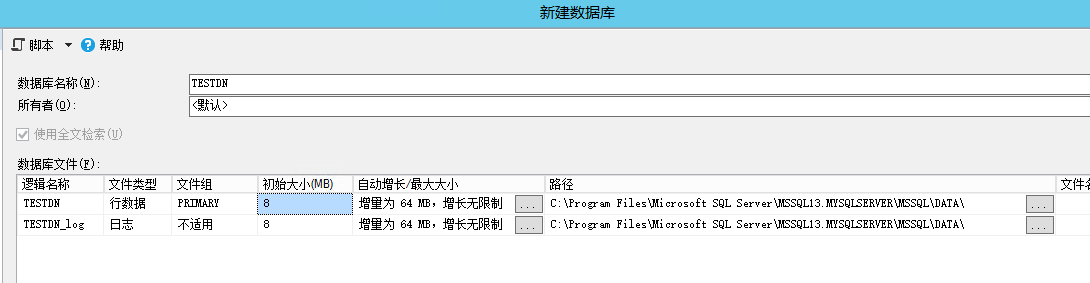 新建数据库
脚本 帮助
数据库名称(N): TESTDN
所有者(O): <默认>
使用全文检索(U)
数据库文件(F):
逻辑名称 文件类型 文件组 初始大小(MB) 自动增长/最大大小 路径 文件名
TESTDN 行数据 PRIMARY 8 增量为 64 MB，增长无限制 ... C:\Program Files\Microsoft SQL Server\MSSQL13.MYSQLSERVER\MSSQL\DATA\ ...
TESTDN_log 日志 不适用 8 增量为 64 MB，增长无限制 ... C:\Program Files\Microsoft SQL Server\MSSQL13.MYSQLSERVER\MSSQL\DATA\ ...